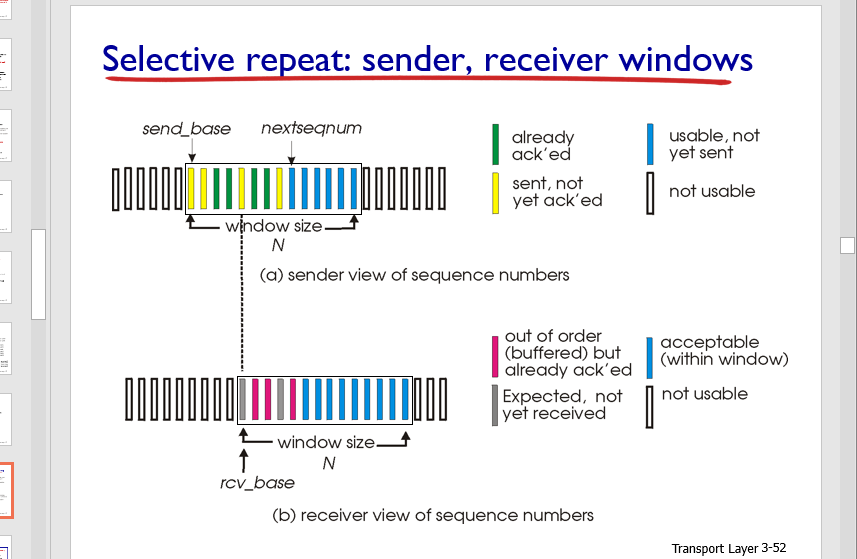 Selective repeat: sender, receiver windows
send_base
nextseqnum
already
ack'ed
usable, not
yet sent
sent, not
yet ack'ed
not usable
window size
N
(a) sender view of sequence numbers
out of order
(buffered) but
already ack'ed
acceptable
(within window)
Expected, not
yet received
not usable
window size
N
rcv_base
(b) receiver view of sequence numbers
Transport Layer 3-52